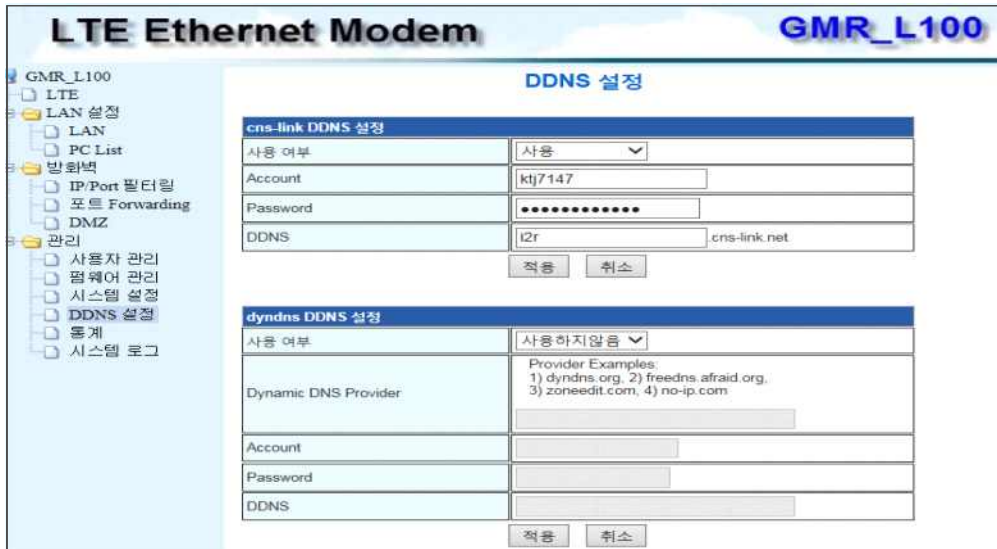 LTE Ethernet Modem
GMR_L100
GMR_L100
LTE
LAN 설정
LAN
PC List
방화벽
IP/Port 필터링
포트 Forwarding
DMZ
관리
사용자 관리
펌웨어 관리
시스템 설정
DDNS 설정
통계
시스템 로그
DDNS 설정
cns-link DDNS 설정
사용 여부 사용
Account ktj7147
Password ••••••••••••
DDNS i2r .cns-link.net
적용 취소
dyndns DDNS 설정
사용 여부 사용하지않음
Provider Examples:
1) dyndns.org, 2) freedns.afraid.org,
Dynamic DNS Provider
3) zoneedit.com, 4) no-ip.com
Account
Password
DDNS
적용 취소